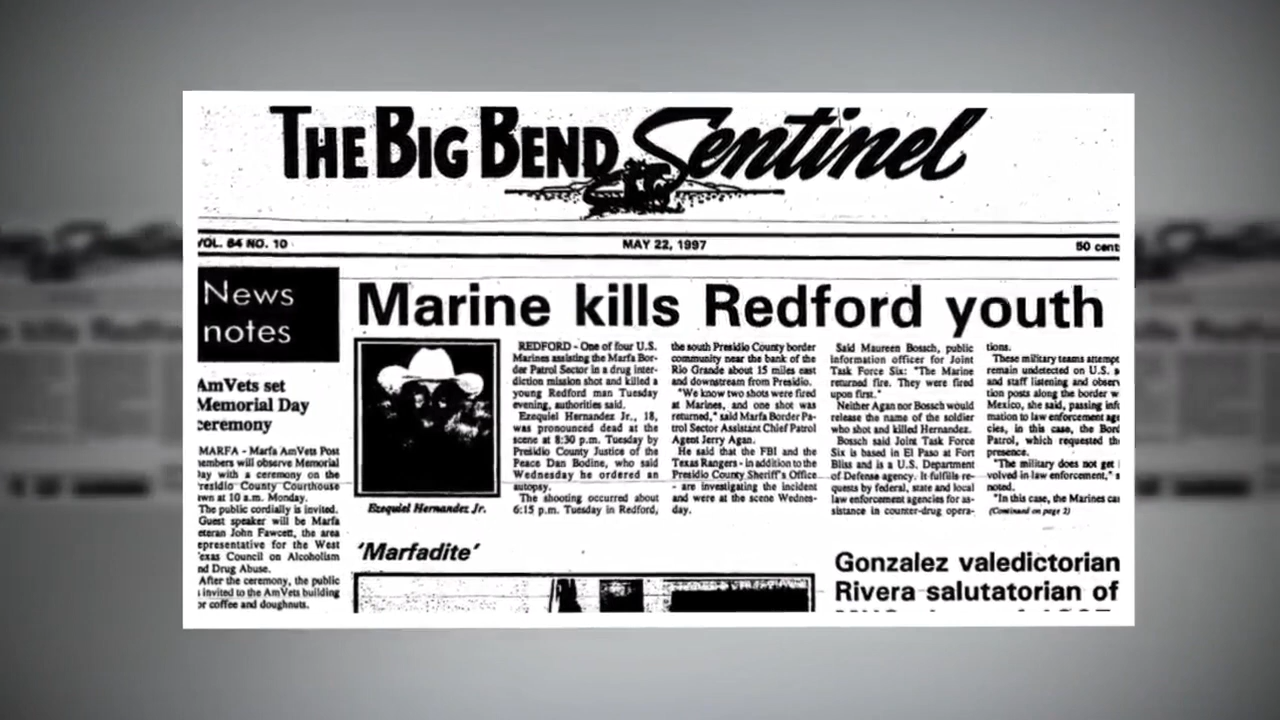 THE BIG BEND Sentinel
VOL. 64 NO. 10
MAY 22, 1997
50 cent
News
notes
AmVets set
Memorial Day
ceremony
MARFA - Marfa AmVets Post
members will observe Memorial
Day with a ceremony on the
Presidio County Courthouse
lawn at 10 a.m. Monday.
The public cordially is invited.
Guest speaker will be Marfa
veteran John Fawcett, the area
representative for the West
Texas Council on Alcoholism
and Drug Abuse.
After the ceremony, the public
is invited to the AmVets building
for coffee and doughnuts.
Marine kills Redford youth
Ezequiel Hernandez Jr.
REDFORD - One of four U.S.
Marines assisting the Marfa Bor-
der Patrol Sector in a drug inter-
diction mission shot and killed a
young Redford man Tuesday
evening, authorities said.
Ezequiel Hernandez Jr., 18,
was pronounced dead at the
scene at 8:30 p.m. Tuesday by
Presidio County Justice of the
Peace Dan Bodine, who said
Wednesday he ordered an
autopsy.
The shooting occurred about
6:15 p.m. Tuesday in Redford,
the south Presidio County border
community near the bank of the
Rio Grande about 15 miles east
and downstream from Presidio.
"We know two shots were fired
at Marines, and one shot was
returned," said Marfa Border Pa-
trol Sector Assistant Chief Patrol
Agent Jerry Agan.
He said that the FBI and the
Texas Rangers - in addition to the
Presidio County Sheriff's Office
- are investigating the incident
and were at the scene Wednes-
day.
Said Maureen Bossch, public
information officer for Joint
Task Force Six: "The Marine
returned fire. They were fired
upon first."
Neither Agan nor Bossch would
release the name of the soldier
who shot and killed Hernandez.
Bossch said Joint Task Force
Six is based in El Paso at Fort
Bliss and is a U.S. Department
of Defense agency. It fulfills re-
quests by federal, state and local
law enforcement agencies for as-
sistance in counter-drug opera-
tions.
These military teams attemp
remain undetected on U.S. s
and staff listening and observ
tion posts along the border w
Mexico, she said, passing inf
mation to law enforcement age
cies, in this case, the Bord
Patrol, which requested th
presence.
"The military does not get i
volved in law enforcement," s
noted.
"In this case, the Marines ca
(Continued on page 2)
'Marfadite'
Gonzalez valedictorian
Rivera salutatorian of